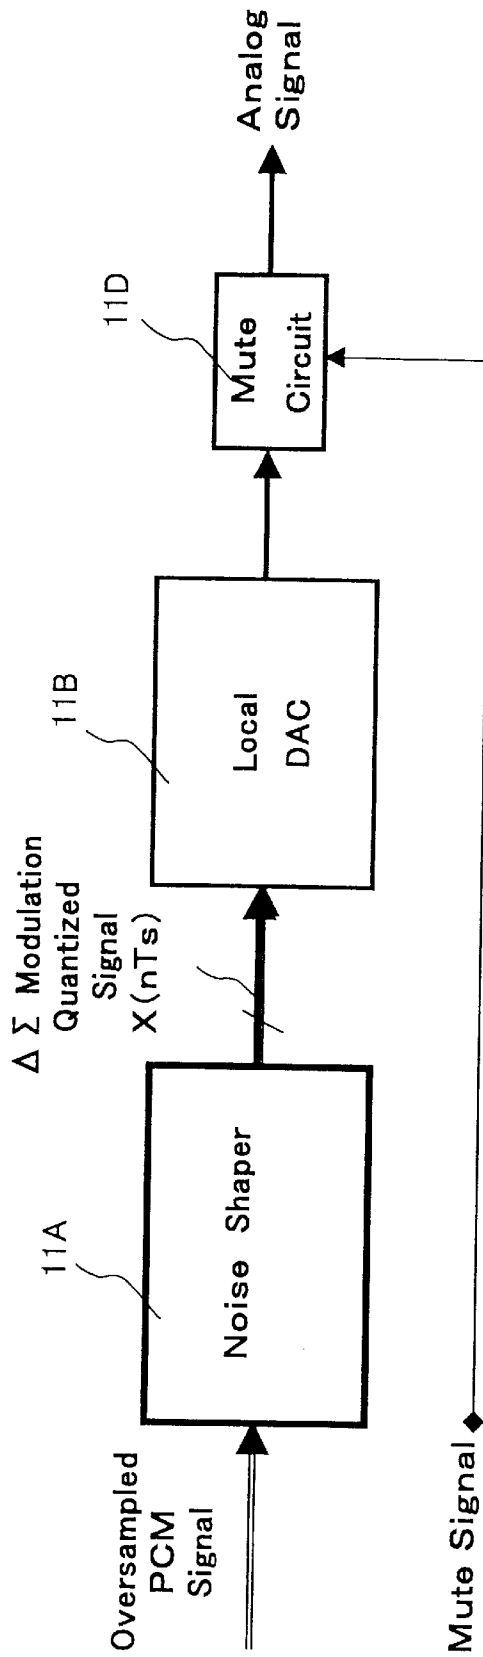 Oversampled
PCM
Signal
11A
Noise Shaper
Δ Σ Modulation
Quantized
Signal
X(nTs)
11B
Local
DAC
11D
Mute
Circuit
Analog
Signal
Mute Signal